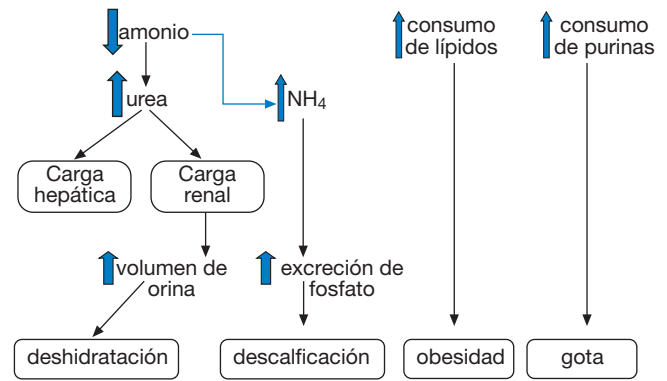 amonio
urea
NH₄
consumo
de lípidos
consumo
de purinas
Carga
hepática
Carga
renal
volumen de
orina
excreción de
fosfato
deshidratación
descalficación
obesidad
gota